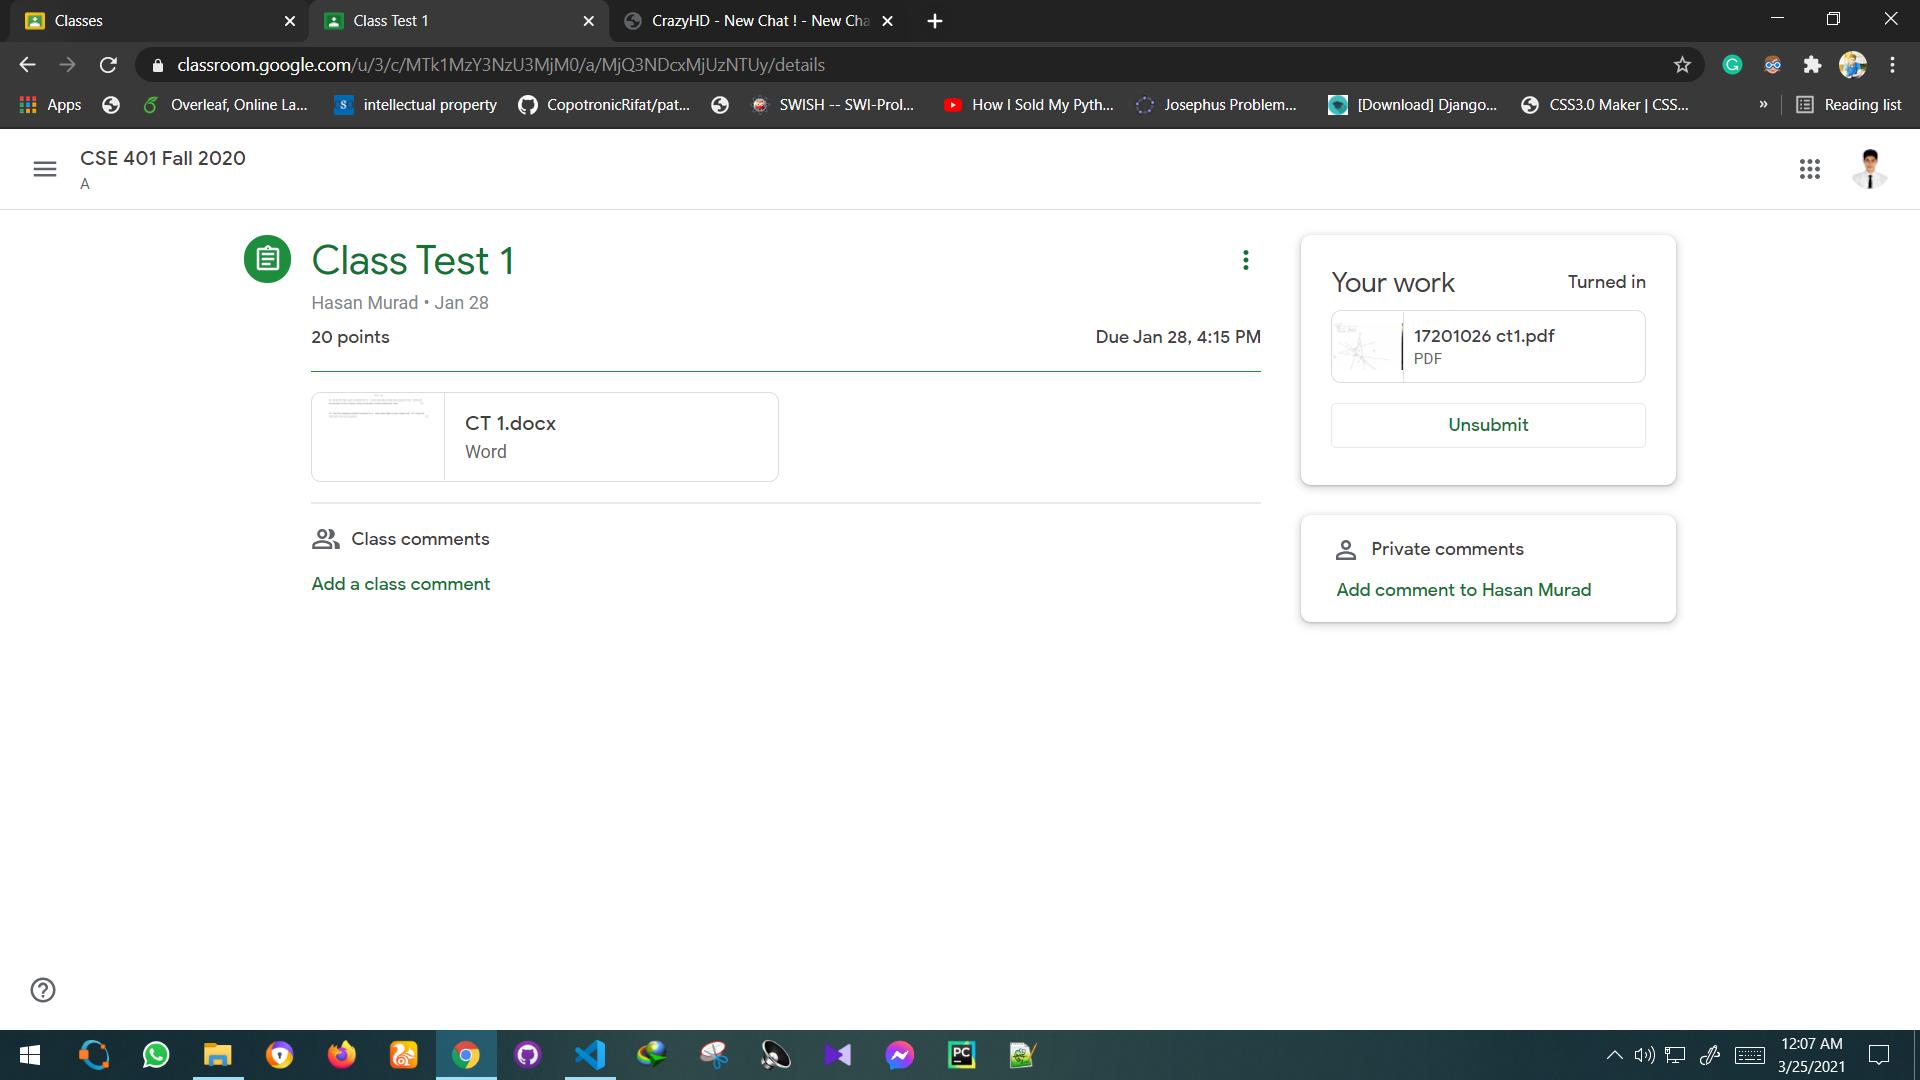 Classes
Class Test 1
CrazyHD - New Chat ! - New Cha
classroom.google.com/u/3/c/MTk1MzY3NzU3MjM0/a/MjQ3NDcxMjUzNTUy/details
Apps
Overleaf, Online La...
intellectual property
CopotronicRifat/pat...
SWISH -- SWI-Prol...
How I Sold My Pyth...
Josephus Problem...
[Download] Django...
CSS3.0 Maker | CSS...
»
Reading list
CSE 401 Fall 2020
A
Class Test 1
Hasan Murad • Jan 28
20 points
Due Jan 28, 4:15 PM
CT 1.docx
Word
Class comments
Add a class comment
Your work
Turned in
17201026 ct1.pdf
PDF
Unsubmit
Private comments
Add comment to Hasan Murad
12:07 AM
3/25/2021